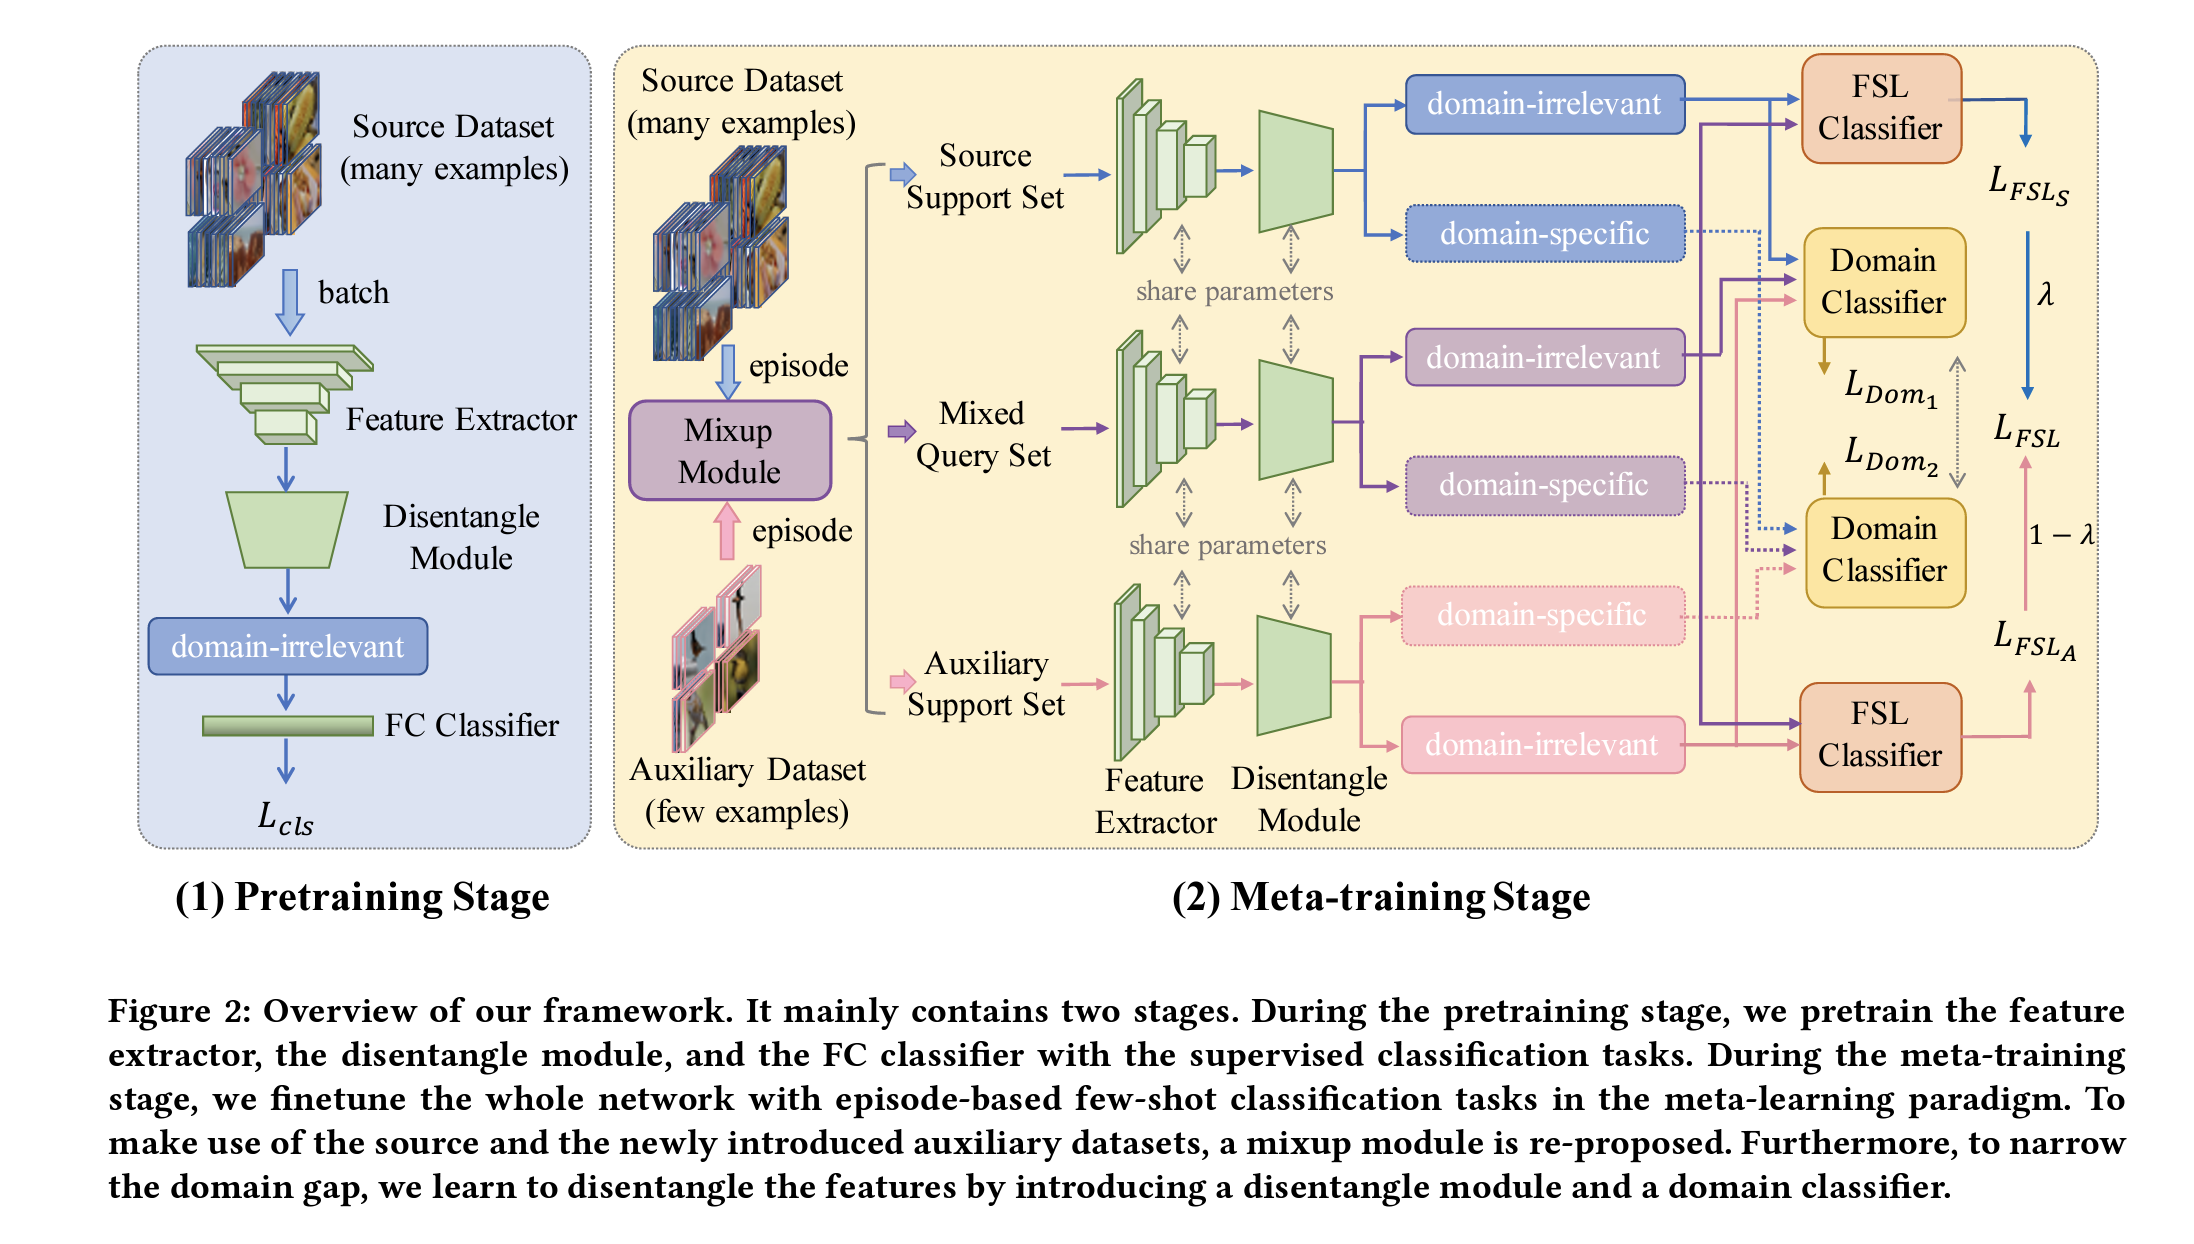 Source Dataset
(many examples)
batch
Feature Extractor
Disentangle
Module
domain-irrelevant
FC Classifier
L_cls
(1) Pretraining Stage
Source Dataset
(many examples)
episode
Mixup
Module
episode
Auxiliary Dataset
(few examples)
Source
Support Set
Mixed
Query Set
Auxiliary
Support Set
share parameters
share parameters
Feature
Extractor
Disentangle
Module
domain-irrelevant
domain-specific
domain-irrelevant
domain-specific
domain-specific
domain-irrelevant
FSL
Classifier
Domain
Classifier
L_{Dom_1}
L_{Dom_2}
Domain
Classifier
FSL
Classifier
L_{FSL_S}
λ
L_{FSL}
1 − λ
L_{FSL_A}
(2) Meta-training Stage
Figure 2: Overview of our framework. It mainly contains two stages. During the pretraining stage, we pretrain the feature
extractor, the disentangle module, and the FC classifier with the supervised classification tasks. During the meta-training
stage, we finetune the whole network with episode-based few-shot classification tasks in the meta-learning paradigm. To
make use of the source and the newly introduced auxiliary datasets, a mixup module is re-proposed. Furthermore, to narrow
the domain gap, we learn to disentangle the features by introducing a disentangle module and a domain classifier.